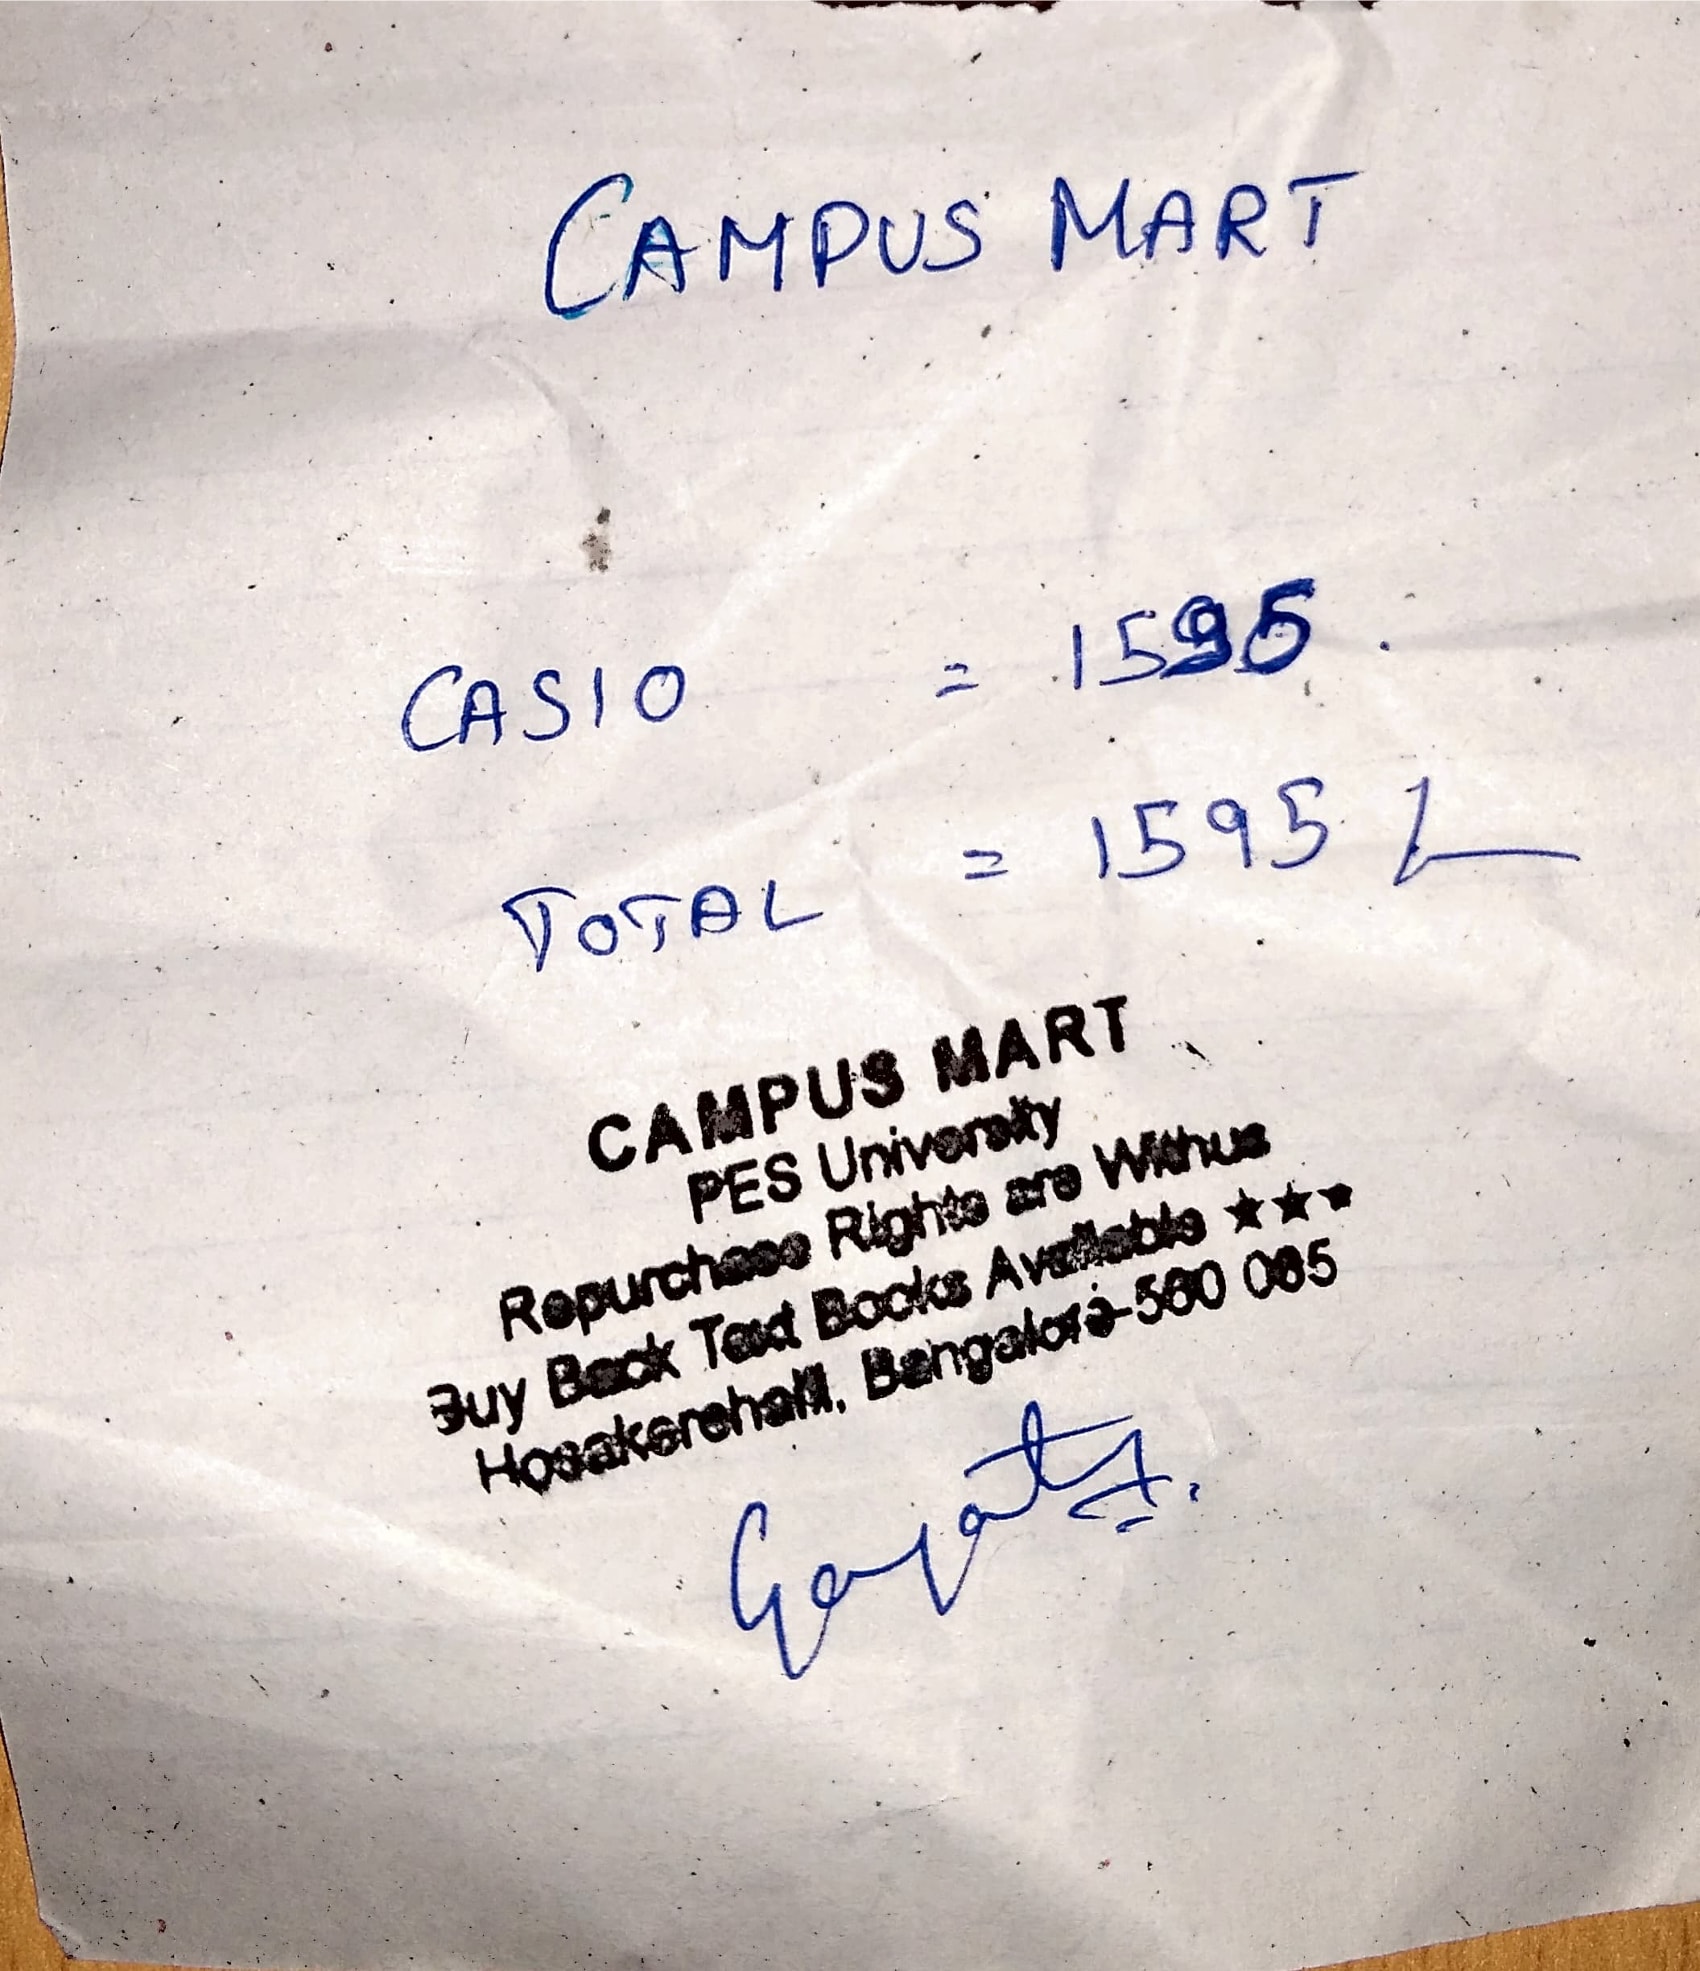 CAMPUS MART
CASIO = 1595.
TOTAL = 1595 /-
CAMPUS MART
PES University
Repurchase Rights are Withus
Buy Back Text Books Available ★★★
Hosakerehalli, Bangalore-560 085